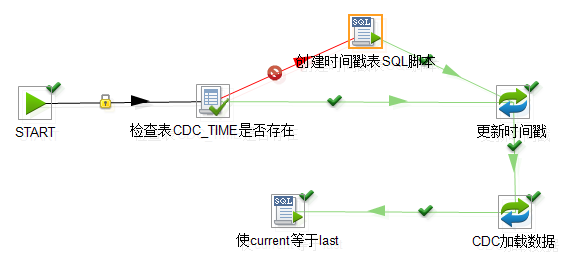 SQL
创建时间戳表SQL脚本
START
检查表CDC_TIME是否存在
更新时间戳
SQL
使current等于last
CDC加载数据